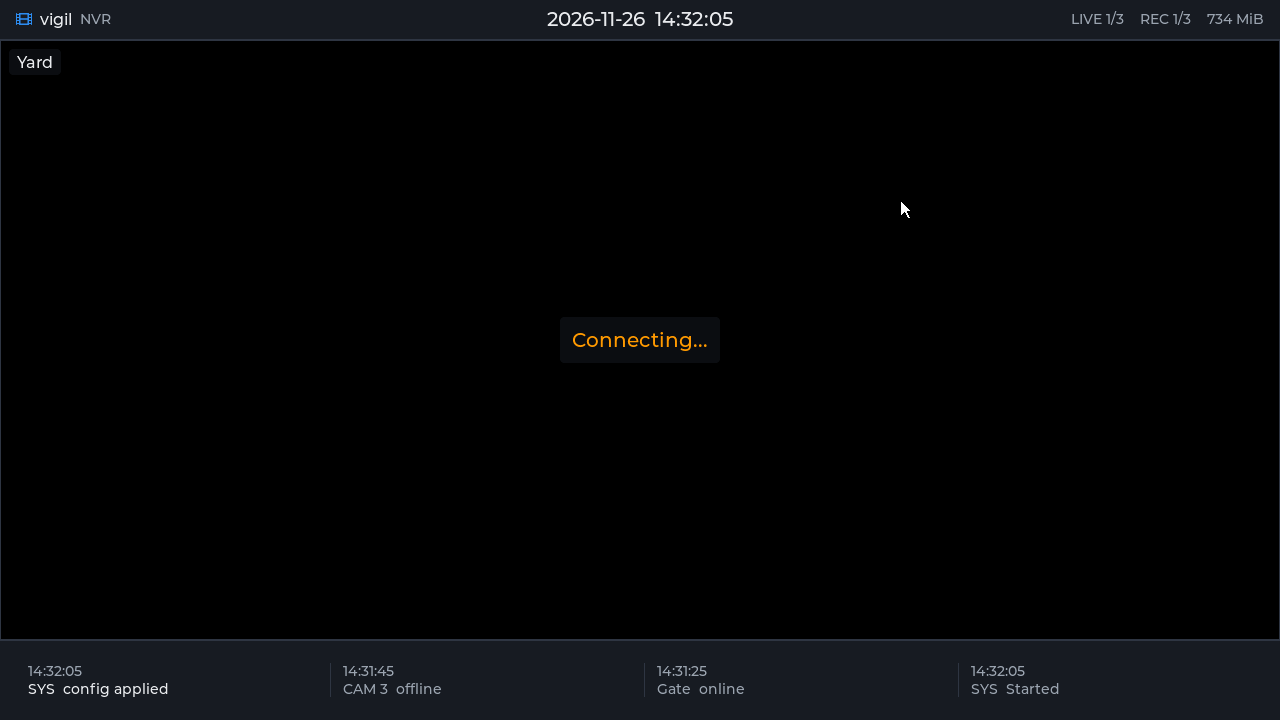 vigil NVR
2026-11-26 14:32:05
LIVE 1/3 REC 1/3 734 MiB
Yard
Connecting...
14:32:05
SYS config applied
14:31:45
CAM 3 offline
14:31:25
Gate online
14:32:05
SYS Started